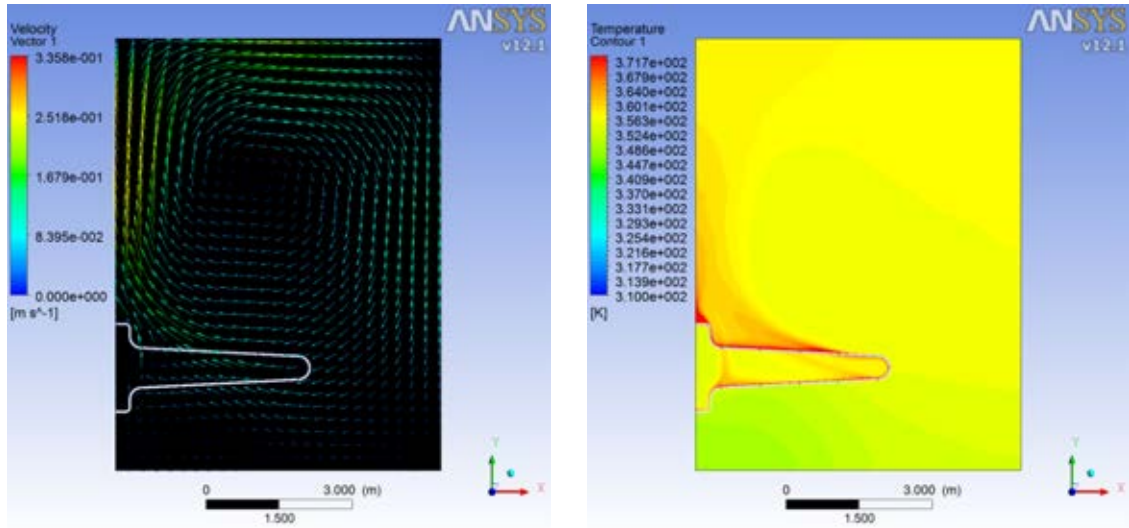 ANSYS
v12.1
Velocity
Vector 1
3.358e-001
2.518e-001
1.679e-001
8.395e-002
0.000e+000
[m s^-1]
Y
X
0 3.000 (m)
1.500
ANSYS
v12.1
Temperature
Contour 1
3.717e+002
3.679e+002
3.640e+002
3.601e+002
3.563e+002
3.524e+002
3.486e+002
3.447e+002
3.409e+002
3.370e+002
3.331e+002
3.293e+002
3.254e+002
3.216e+002
3.177e+002
3.139e+002
3.100e+002
[K]
Y
X
0 3.000 (m)
1.500